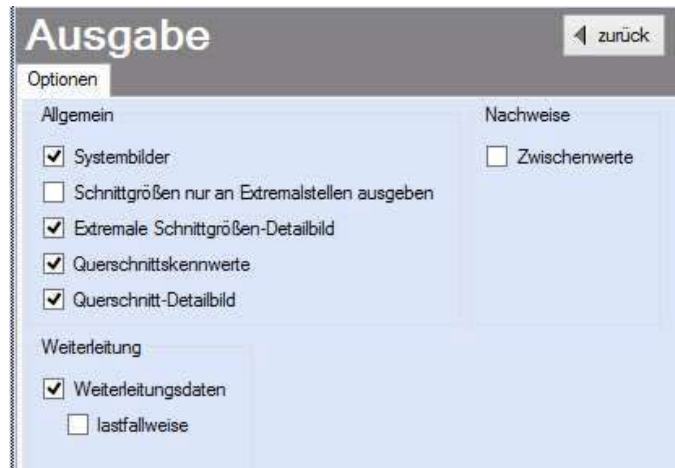 Ausgabe
zurück
Optionen
Allgemein
Systembilder
Schnittgrößen nur an Extremalstellen ausgeben
Extremale Schnittgrößen-Detailbild
Querschnittskennwerte
Querschnitt-Detailbild
Nachweise
Zwischenwerte
Weiterleitung
Weiterleitungsdaten
lastfallweise